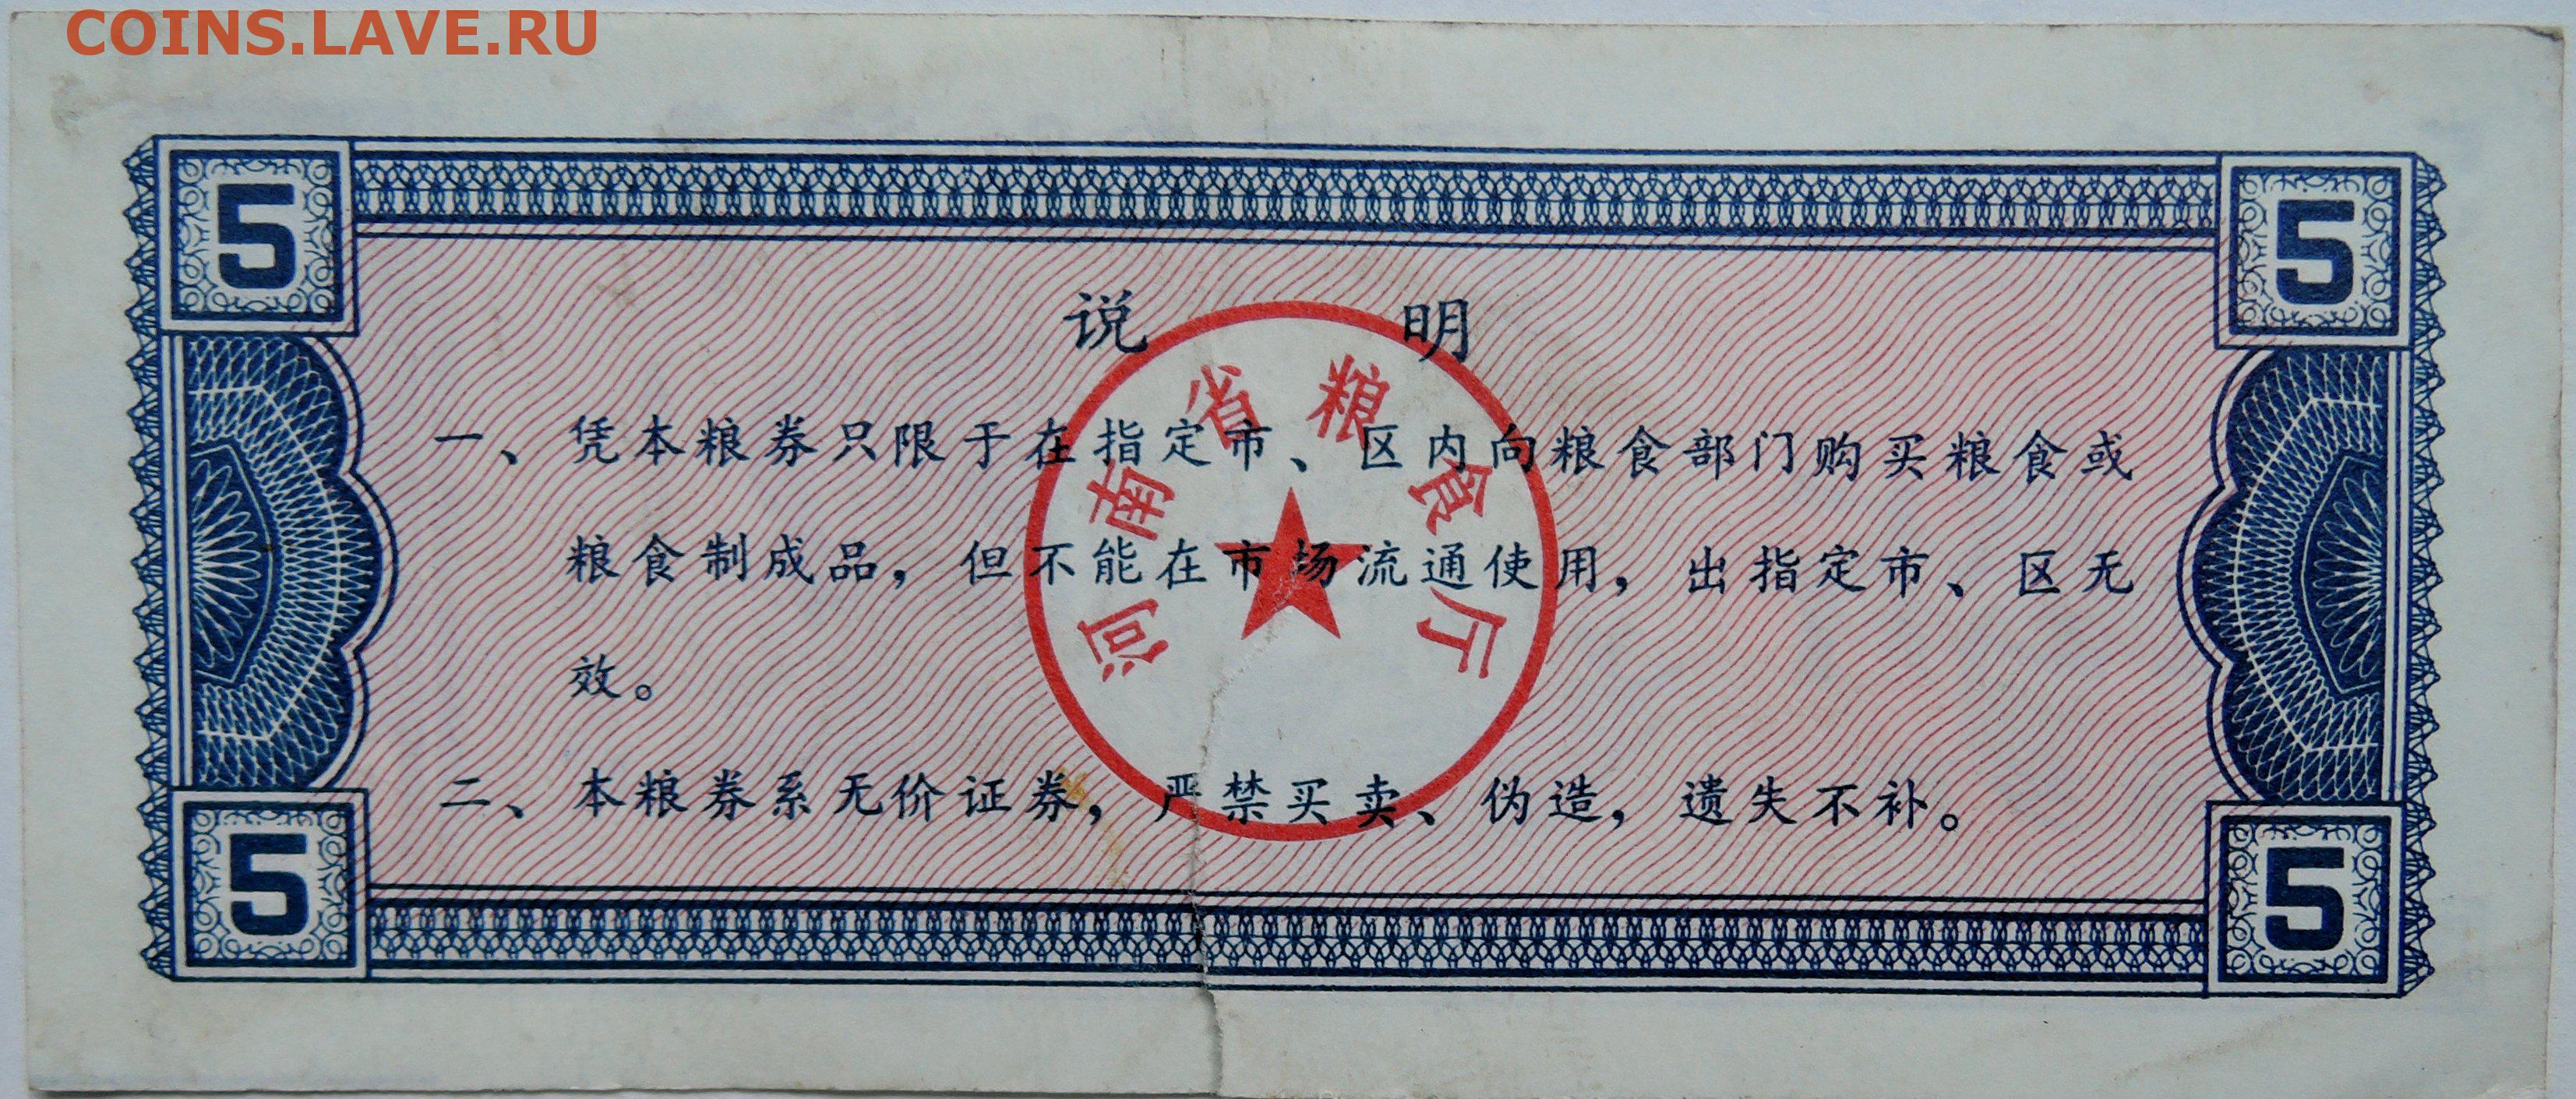 COINS.LAVE.RU
5
5
说明
河南省粮食厅
一、凭本粮券只限于在指定市、区内向粮食部门购买粮食或
粮食制成品，但不能在市场流通使用，出指定市、区无
效。
二、本粮券系无价证券，严禁买卖、伪造，遗失不补。
5
5